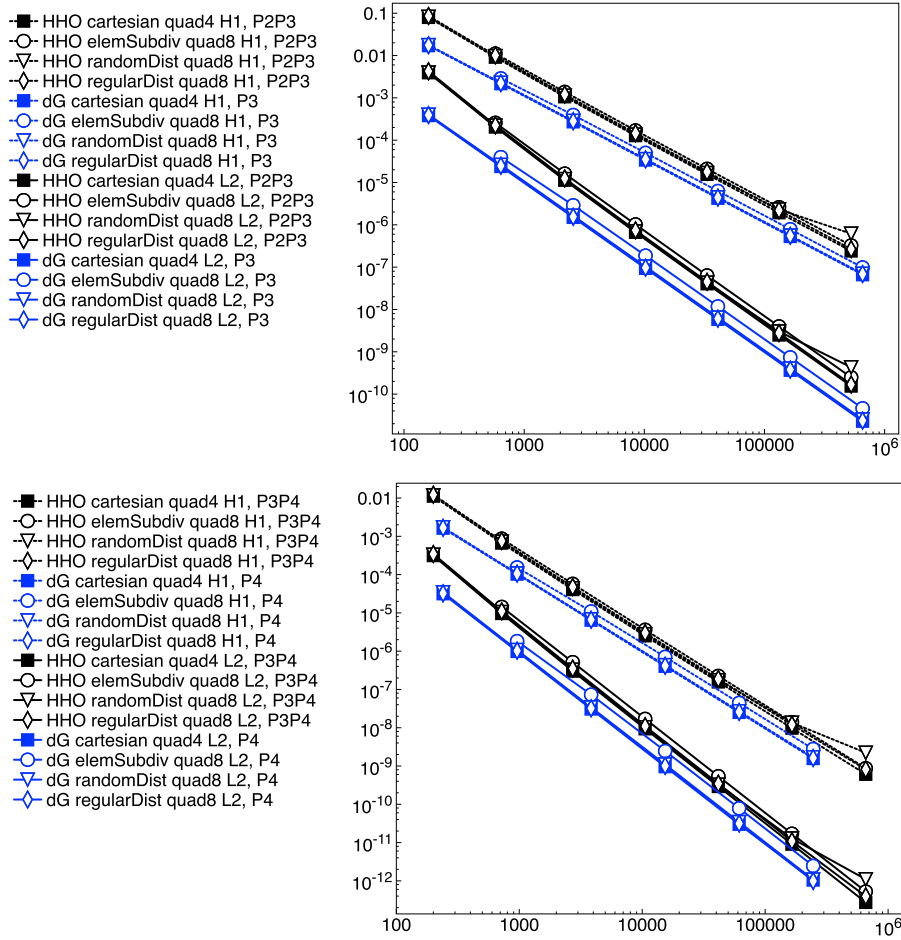 HHO cartesian quad4 H1, P2P3
HHO elemSubdiv quad8 H1, P2P3
HHO randomDist quad8 H1, P2P3
HHO regularDist quad8 H1, P2P3
dG cartesian quad4 H1, P3
dG elemSubdiv quad8 H1, P3
dG randomDist quad8 H1, P3
dG regularDist quad8 H1, P3
HHO cartesian quad4 L2, P2P3
HHO elemSubdiv quad8 L2, P2P3
HHO randomDist quad8 L2, P2P3
HHO regularDist quad8 L2, P2P3
dG cartesian quad4 L2, P3
dG elemSubdiv quad8 L2, P3
dG randomDist quad8 L2, P3
dG regularDist quad8 L2, P3
0.1
0.01
10⁻³
10⁻⁴
10⁻⁵
10⁻⁶
10⁻⁷
10⁻⁸
10⁻⁹
10⁻¹⁰
100 1000 10000 100000 10⁶
HHO cartesian quad4 H1, P3P4
HHO elemSubdiv quad8 H1, P3P4
HHO randomDist quad8 H1, P3P4
HHO regularDist quad8 H1, P3P4
dG cartesian quad4 H1, P4
dG elemSubdiv quad8 H1, P4
dG randomDist quad8 H1, P4
dG regularDist quad8 H1, P4
HHO cartesian quad4 L2, P3P4
HHO elemSubdiv quad8 L2, P3P4
HHO randomDist quad8 L2, P3P4
HHO regularDist quad8 L2, P3P4
dG cartesian quad4 L2, P4
dG elemSubdiv quad8 L2, P4
dG randomDist quad8 L2, P4
dG regularDist quad8 L2, P4
0.01
10⁻³
10⁻⁴
10⁻⁵
10⁻⁶
10⁻⁷
10⁻⁸
10⁻⁹
10⁻¹⁰
10⁻¹¹
10⁻¹²
100 1000 10000 100000 10⁶